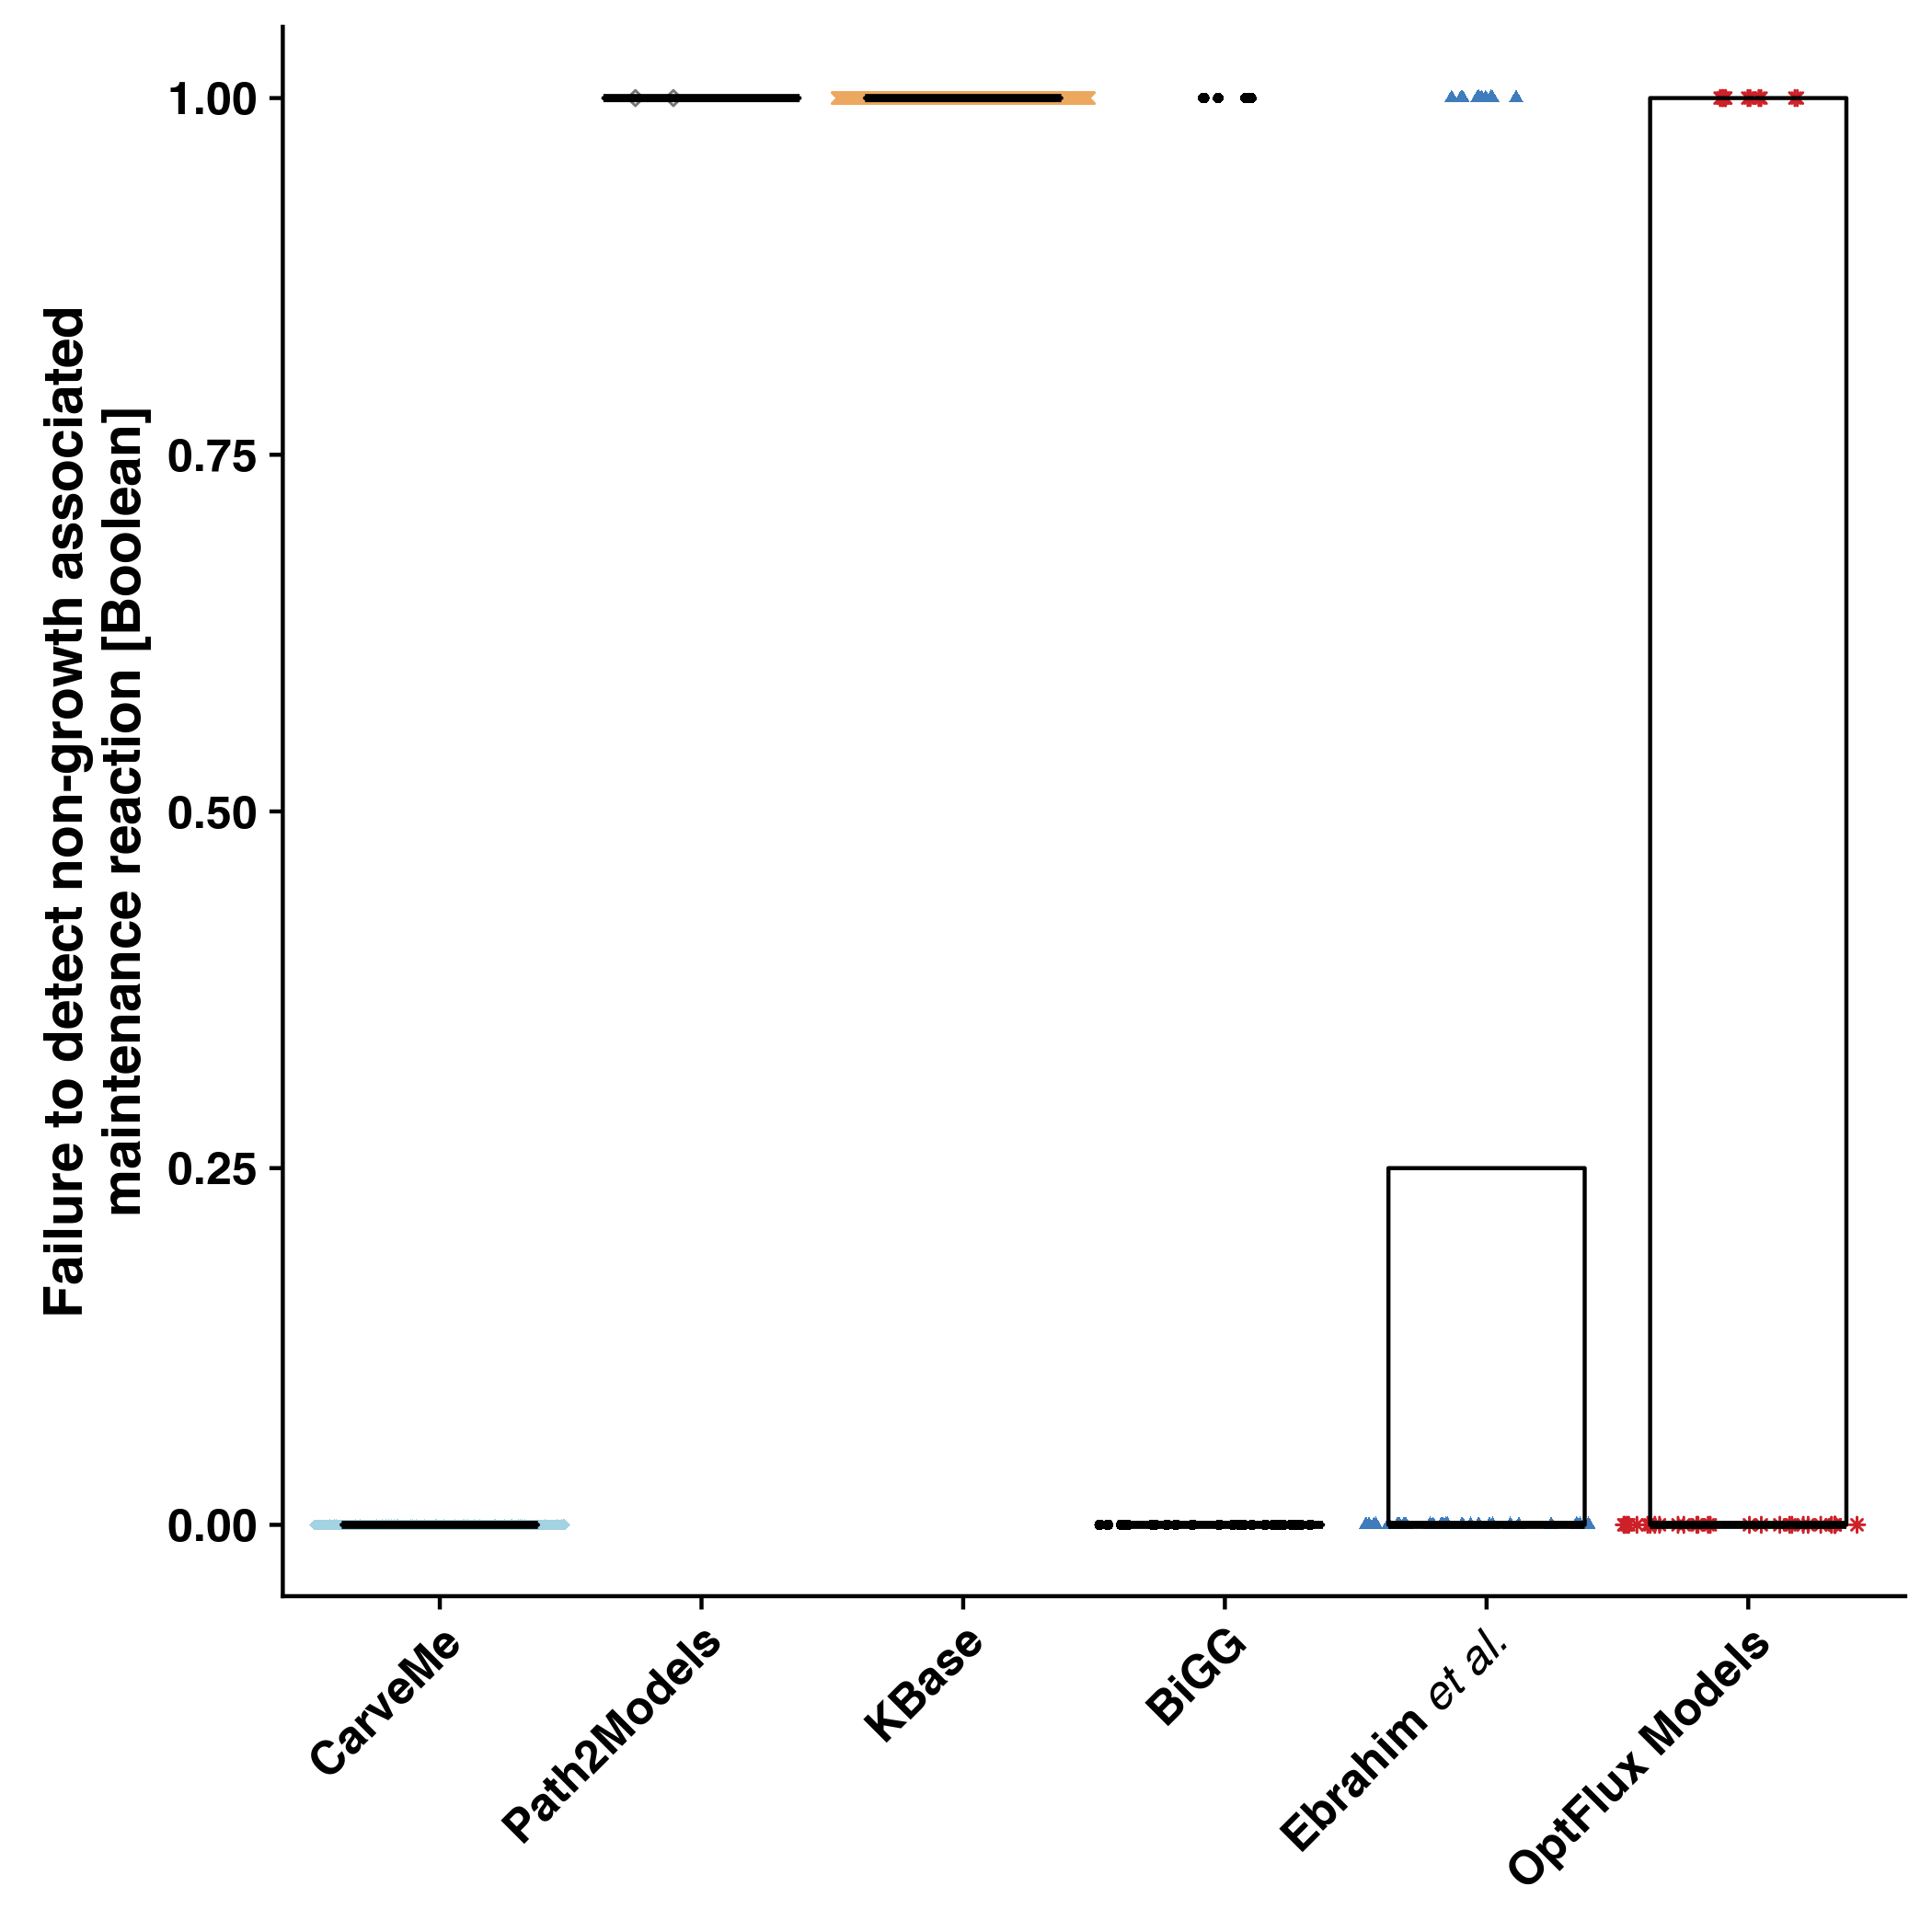 Failure to detect non-growth associated
maintenance reaction [Boolean]
1.00
0.75
0.50
0.25
0.00
CarveMe
Path2Models
KBase
BiGG
Ebrahim et al.
OptFlux Models